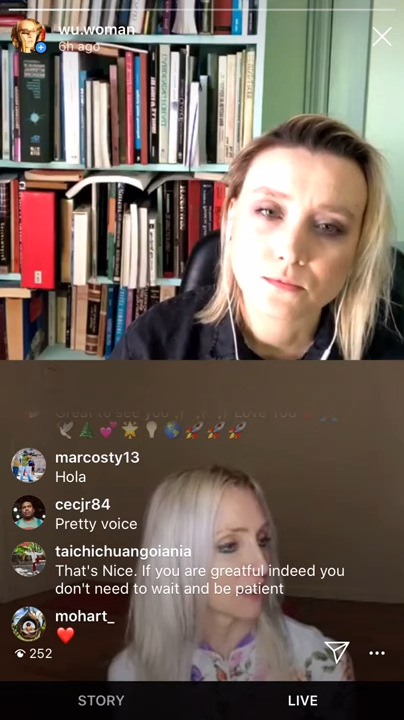 wu.woman
6h ago
Great to see you
Love You
marcosty13
Hola
cecjr84
Pretty voice
taichichuangoiania
That's Nice. If you are greatful indeed you
don't need to wait and be patient
mohart_
❤️
252
STORY
LIVE